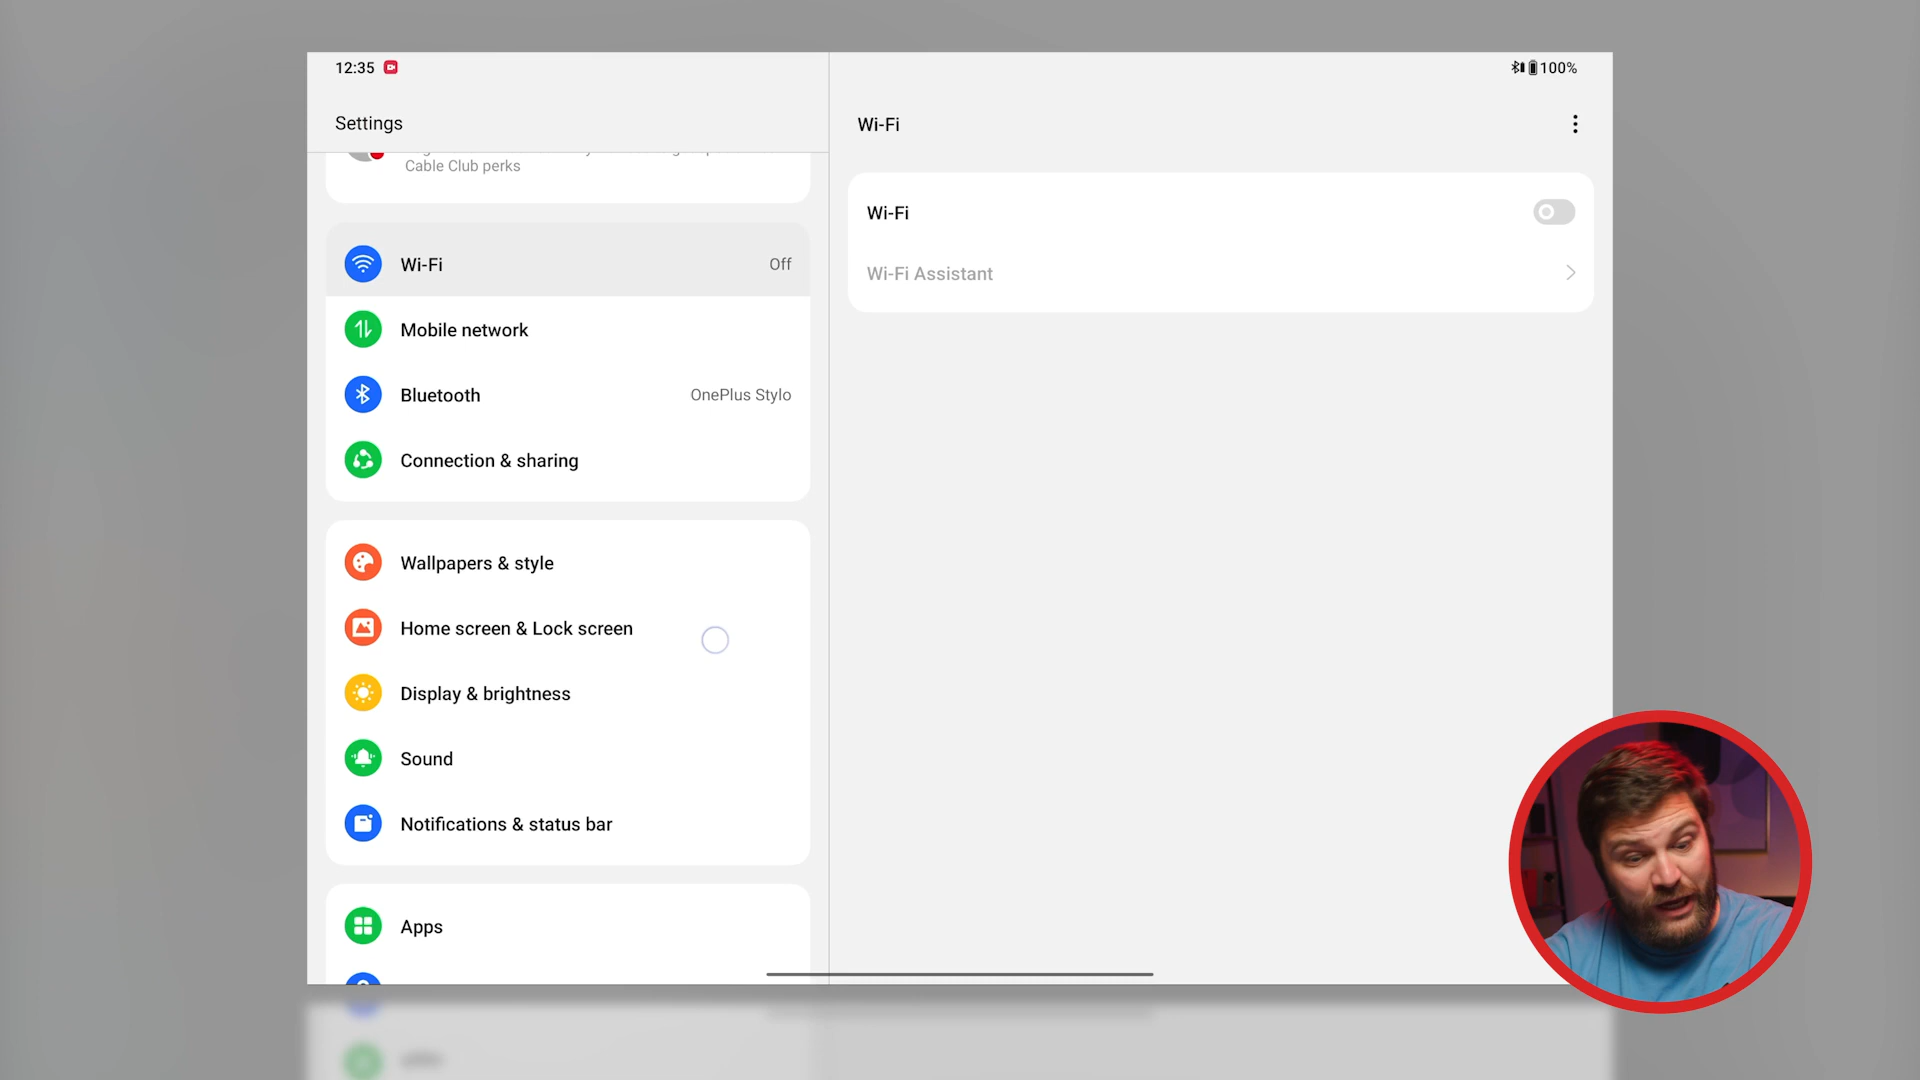 12:35
100%
Settings
Wi-Fi
Cable Club perks
Wi-Fi
Off
Mobile network
Bluetooth
OnePlus Stylo
Connection & sharing
Wallpapers & style
Home screen & Lock screen
Display & brightness
Sound
Notifications & status bar
Apps
Wi-Fi
Wi-Fi Assistant